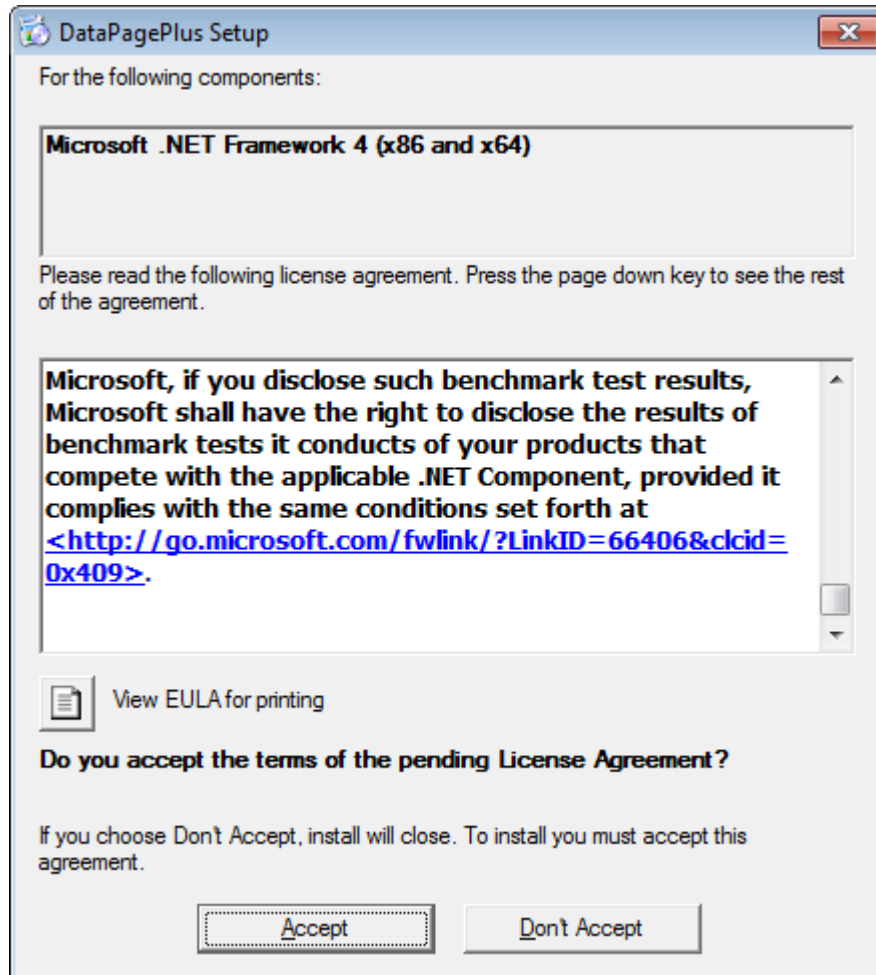 DataPagePlus Setup
For the following components:
Microsoft .NET Framework 4 (x86 and x64)
Please read the following license agreement. Press the page down key to see the rest
of the agreement.
Microsoft, if you disclose such benchmark test results,
Microsoft shall have the right to disclose the results of
benchmark tests it conducts of your products that
compete with the applicable .NET Component, provided it
complies with the same conditions set forth at
<http://go.microsoft.com/fwlink/?LinkID=66406&clcid=
0x409>.
View EULA for printing
Do you accept the terms of the pending License Agreement?
If you choose Don't Accept, install will close. To install you must accept this
agreement.
Accept
Don't Accept